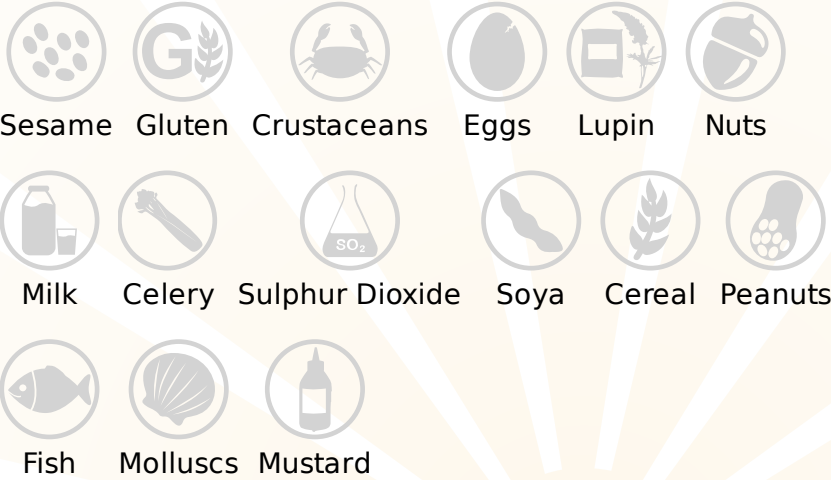 G
Sesame Gluten Crustaceans Eggs Lupin Nuts
SO₂
Milk Celery Sulphur Dioxide Soya Cereal Peanuts
Fish Molluscs Mustard